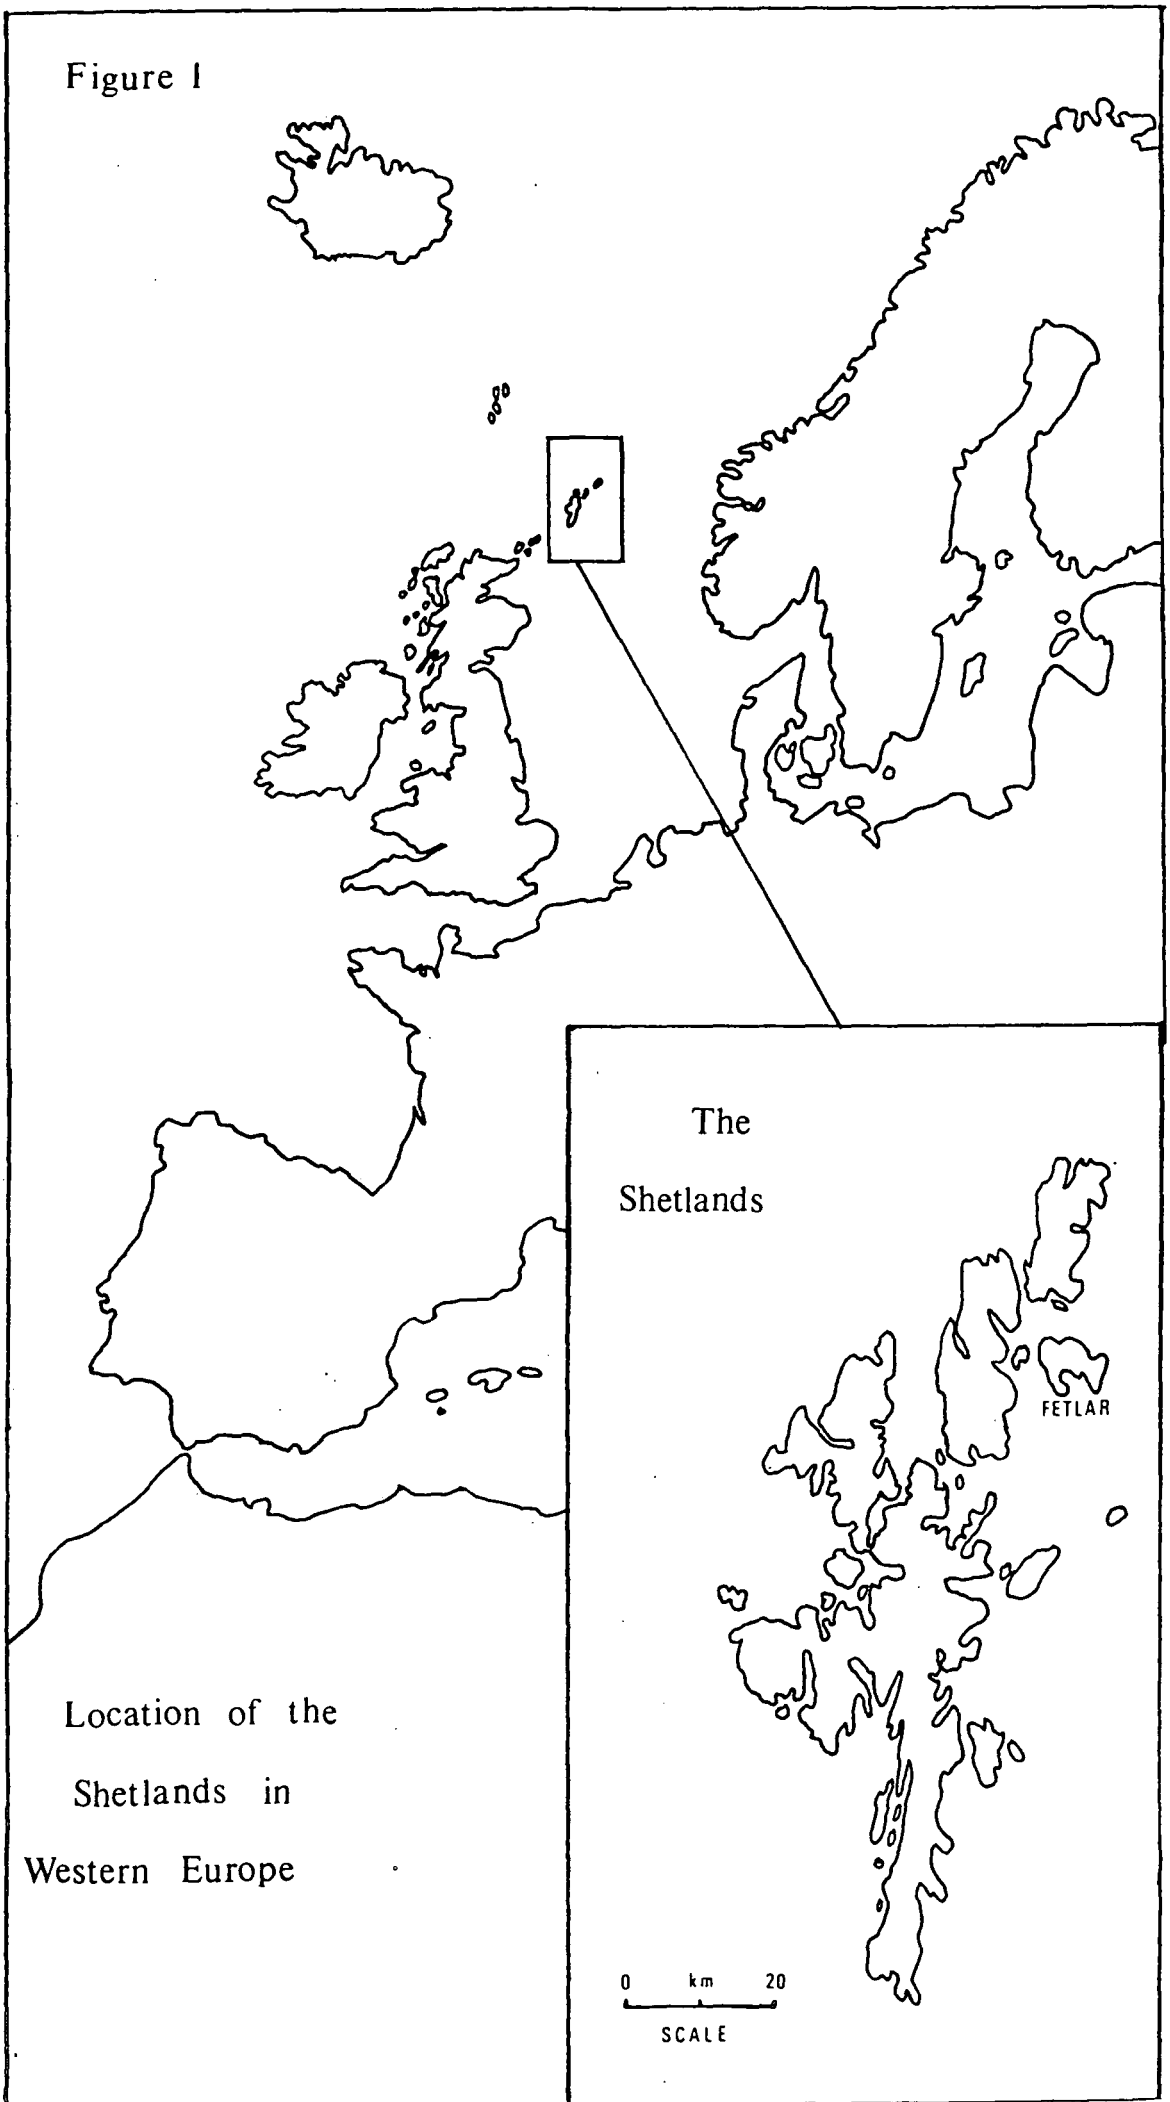 Figure 1
The
Shetlands
FETLAR
Location of the
Shetlands in
Western Europe
0 km 20
SCALE